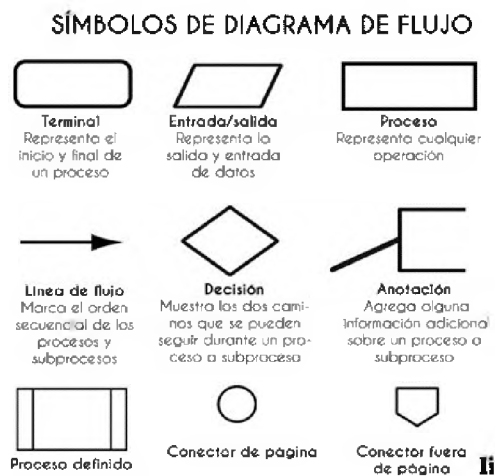 SÍMBOLOS DE DIAGRAMA DE FLUJO
Terminal
Representa el
inicio y final de
un proceso
Entrada/salida
Representa la
salida y entrada
de datos
Proceso
Representa cualquier
operación
Línea de flujo
Marca el orden
secuencial de los
procesos y
subprocesos
Decisión
Muestra los dos cami-
nos que se pueden
seguir durante un pro-
ceso o subproceso
Anotación
Agrega alguna
información adicional
sobre un proceso o
subproceso
Proceso definido
Conector de página
Conector fuera
de página